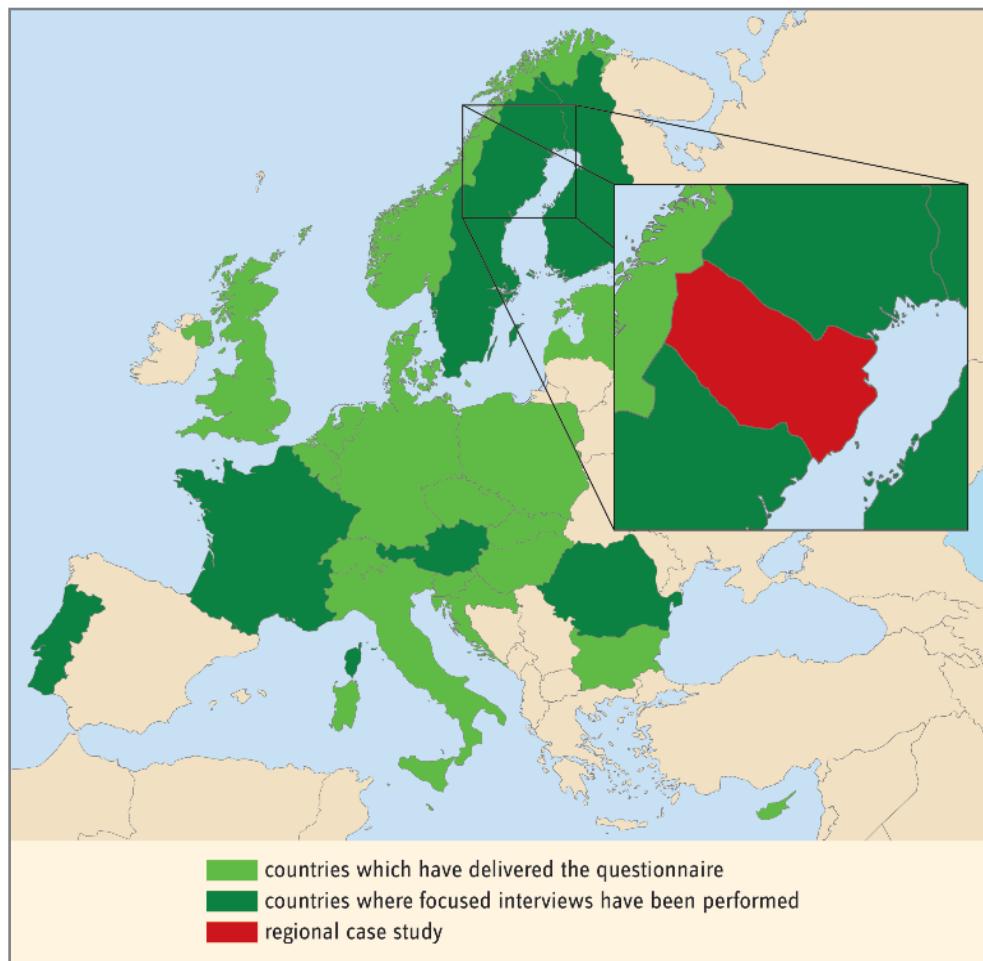 countries which have delivered the questionnaire
countries where focused interviews have been performed
regional case study